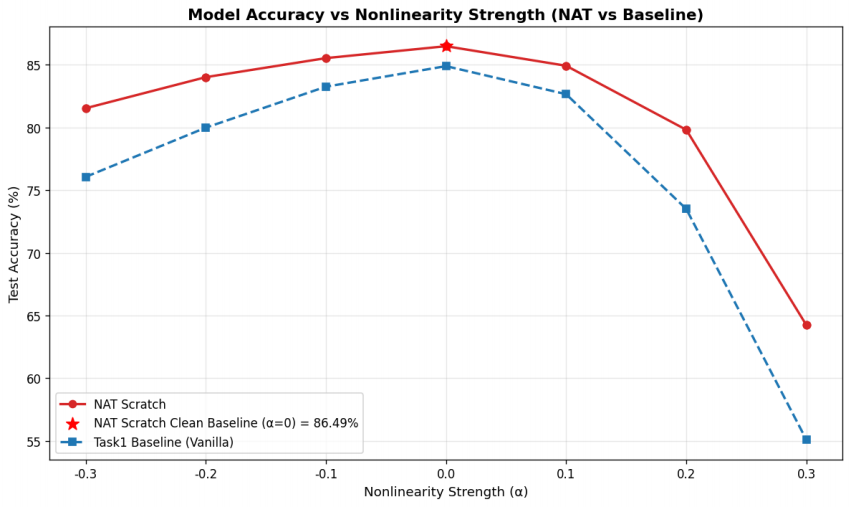 Model Accuracy vs Nonlinearity Strength (NAT vs Baseline)
Test Accuracy (%)
85
80
75
70
65
60
55
NAT Scratch
NAT Scratch Clean Baseline (α=0) = 86.49%
Task1 Baseline (Vanilla)
-0.3 -0.2 -0.1 0.0 0.1 0.2 0.3
Nonlinearity Strength (α)